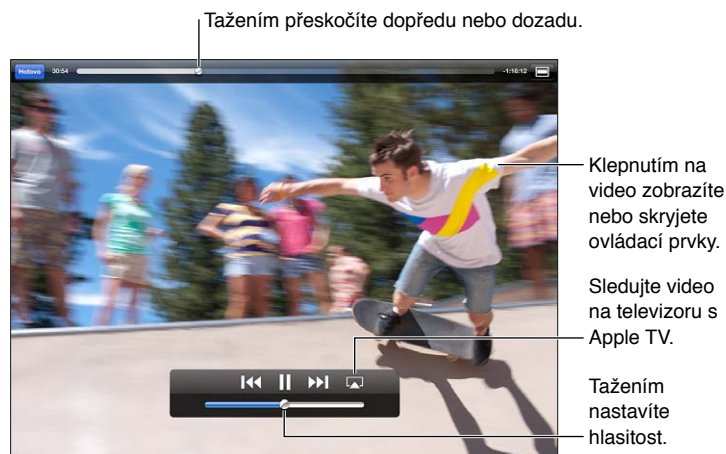 Tažením přeskočíte dopředu nebo dozadu.
Hotovo 30:54 -1:16:12
Klepnutím na
video zobrazíte
nebo skryjete
ovládací prvky.
Sledujte video
na televizoru s
Apple TV.
Tažením
nastavíte
hlasitost.